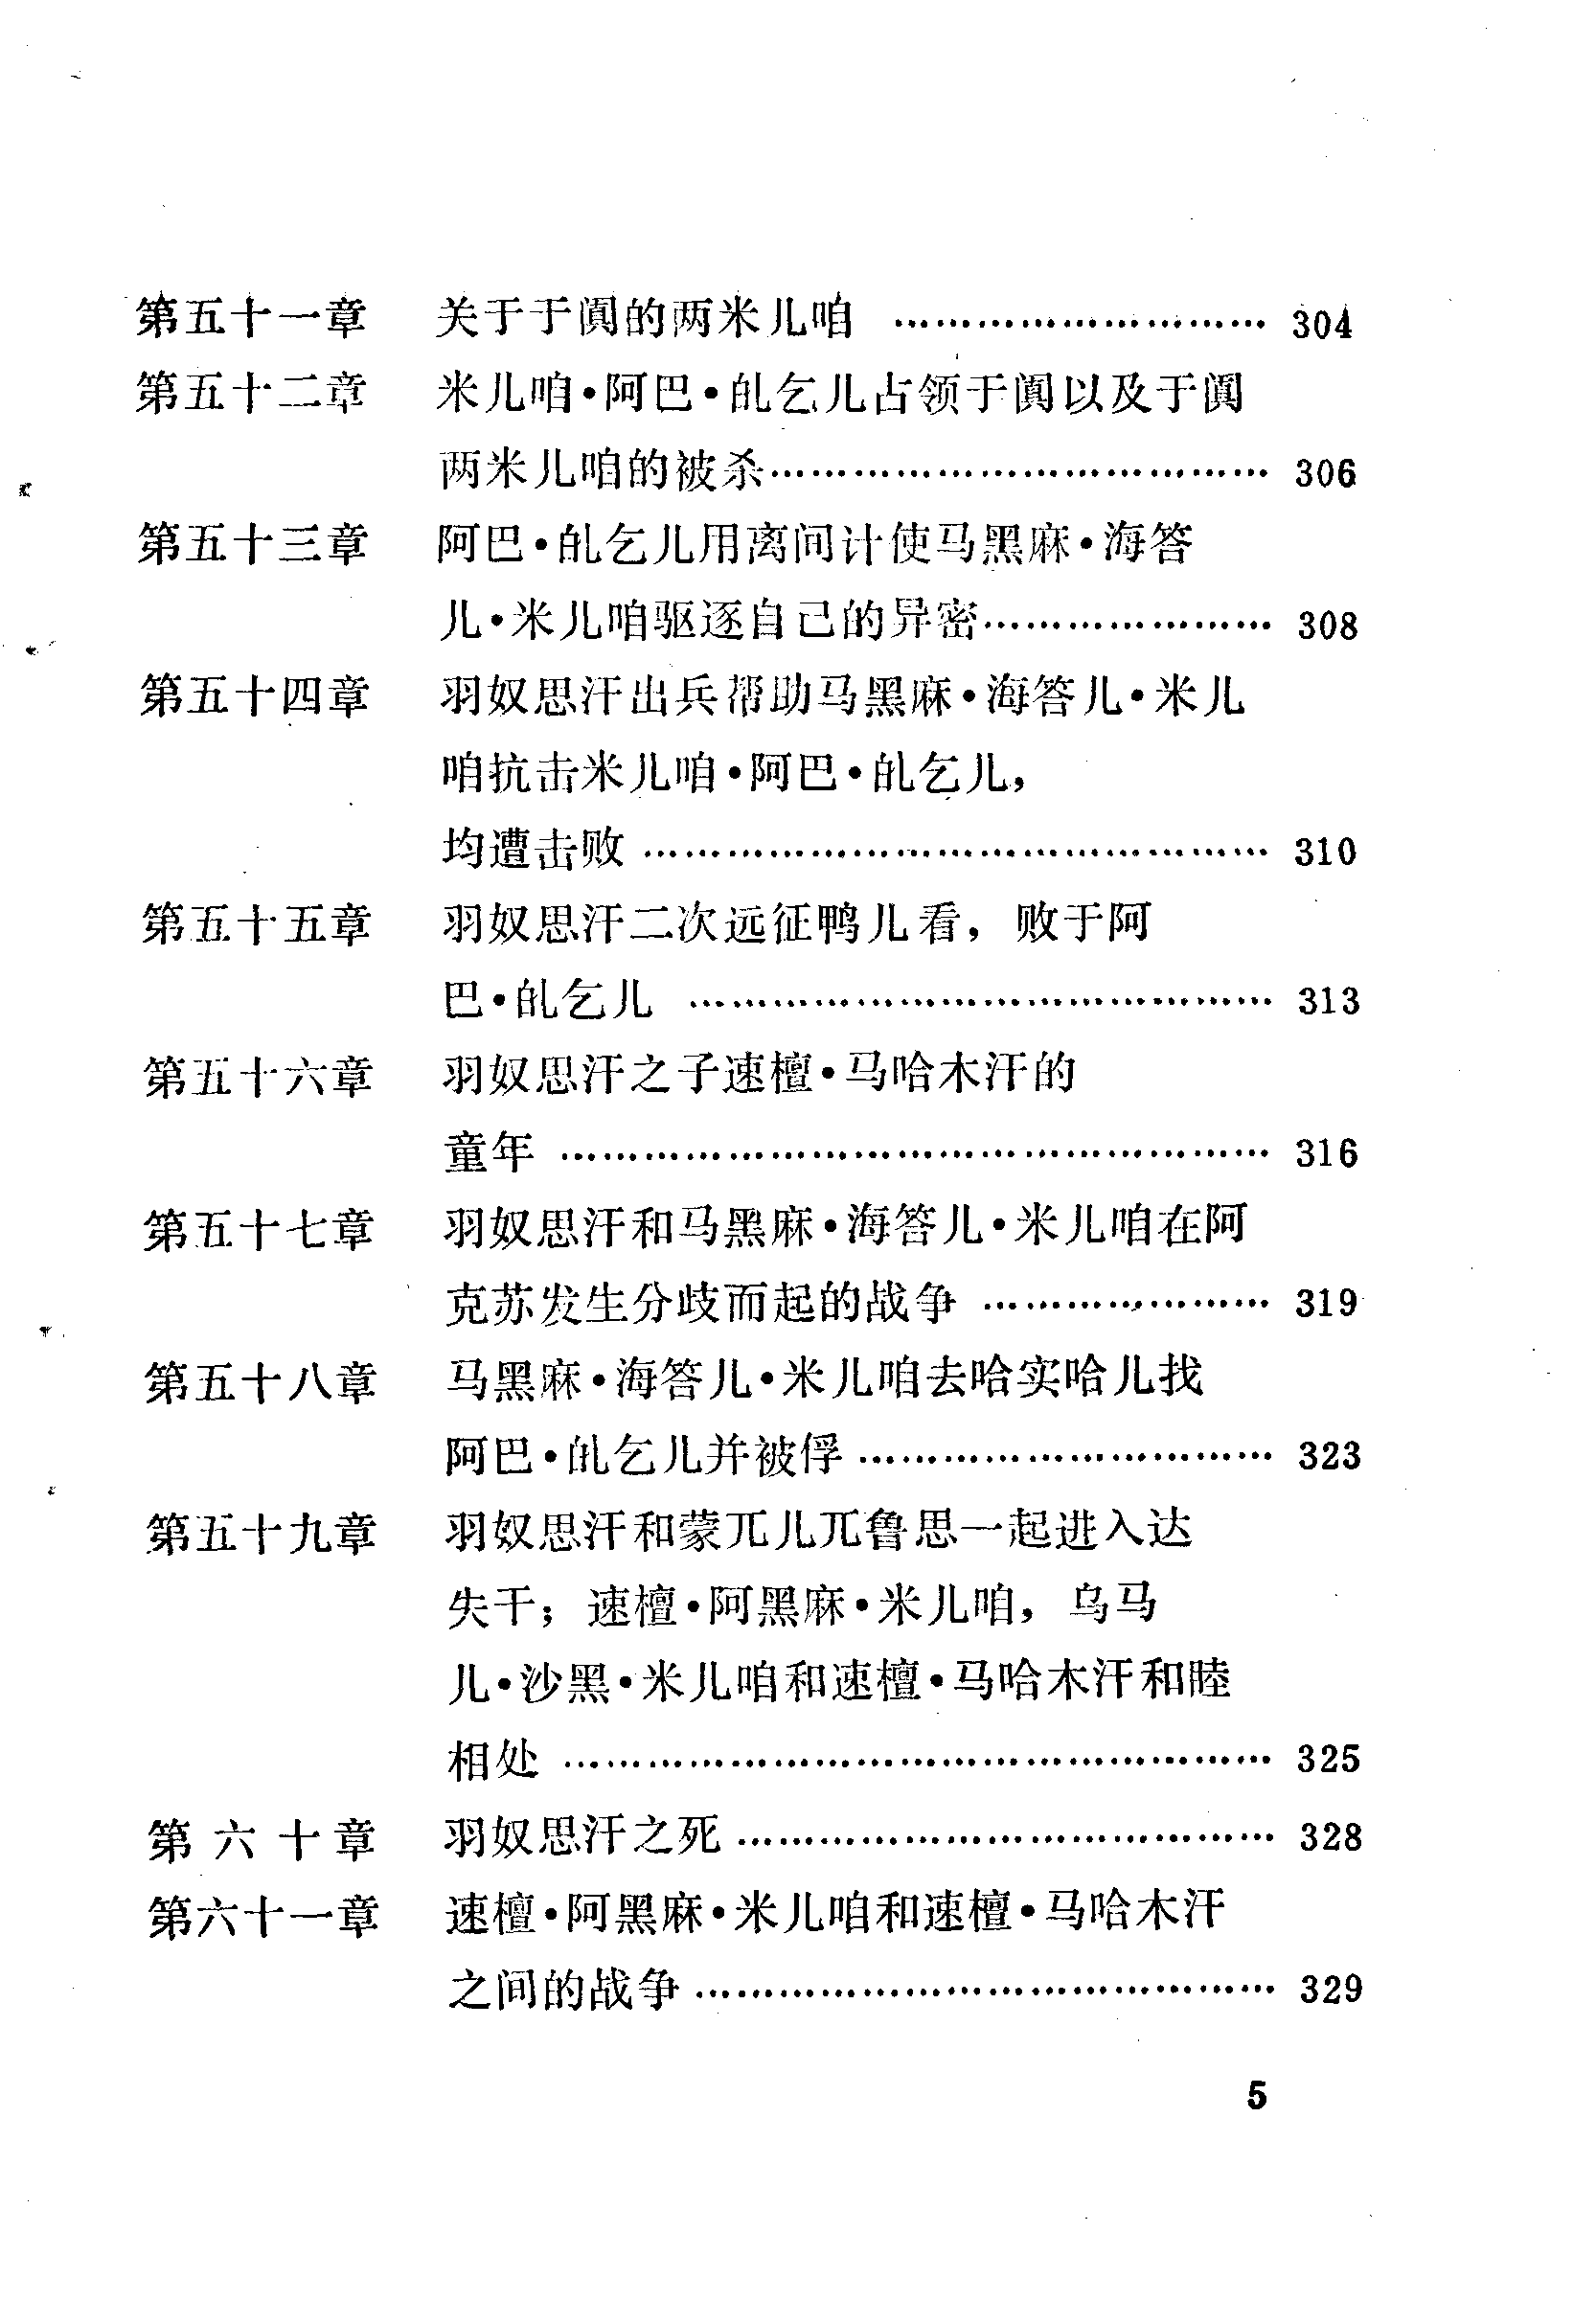 第五十一章 关于于阗的两米儿咱 ………………………… 304
第五十二章 米儿咱·阿巴·癿乞儿占领于阗以及于阗
两米儿咱的被杀………………………………… 306
第五十三章 阿巴·癿乞儿用离间计使马黑麻·海答
儿·米儿咱驱逐自己的异密………………… 308
第五十四章 羽奴思汗出兵帮助马黑麻·海答儿·米儿
咱抗击米儿咱·阿巴·癿乞儿，
均遭击败 ………………………………………… 310
第五十五章 羽奴思汗二次远征鸭儿看，败于阿
巴·癿乞儿 ……………………………………… 313
第五十六章 羽奴思汗之子速檀·马哈木汗的
童年 ……………………………………………… 316
第五十七章 羽奴思汗和马黑麻·海答儿·米儿咱在阿
克苏发生分歧而起的战争 ………………… 319
第五十八章 马黑麻·海答儿·米儿咱去哈实哈儿找
阿巴·癿乞儿并被俘………………………… 323
第五十九章 羽奴思汗和蒙兀儿兀鲁思一起进入达
失干；速檀·阿黑麻·米儿咱，乌马
儿·沙黑·米儿咱和速檀·马哈木汗和睦
相处 ……………………………………………… 325
第六十章 羽奴思汗之死…………………………………… 328
第六十一章 速檀·阿黑麻·米儿咱和速檀·马哈木汗
之间的战争……………………………………… 329
5